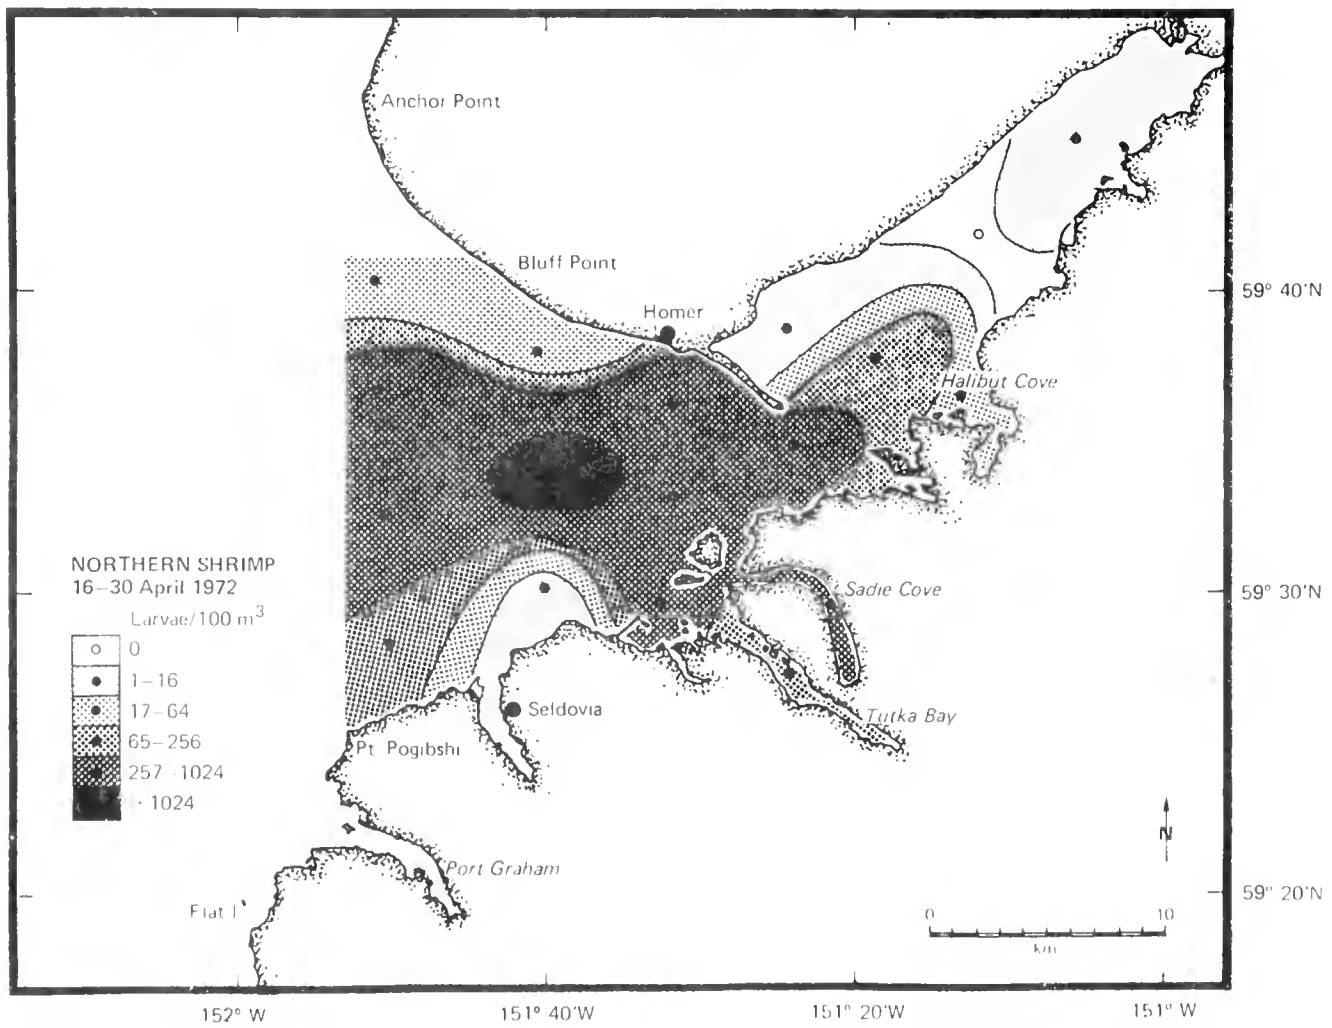 Anchor Point
Bluff Point
Homer
59° 40'N
Halibut Cove
NORTHERN SHRIMP
16–30 April 1972
Larvae/100 m³
0
1–16
17–64
65–256
257 -1024
1024
Sadie Cove
59° 30'N
Seldovia
Tutka Bay
Pt Pogibshi
Port Graham
Flat I
N
59° 20'N
0 10
km
152° W
151° 40'W
151° 20'W
151° W